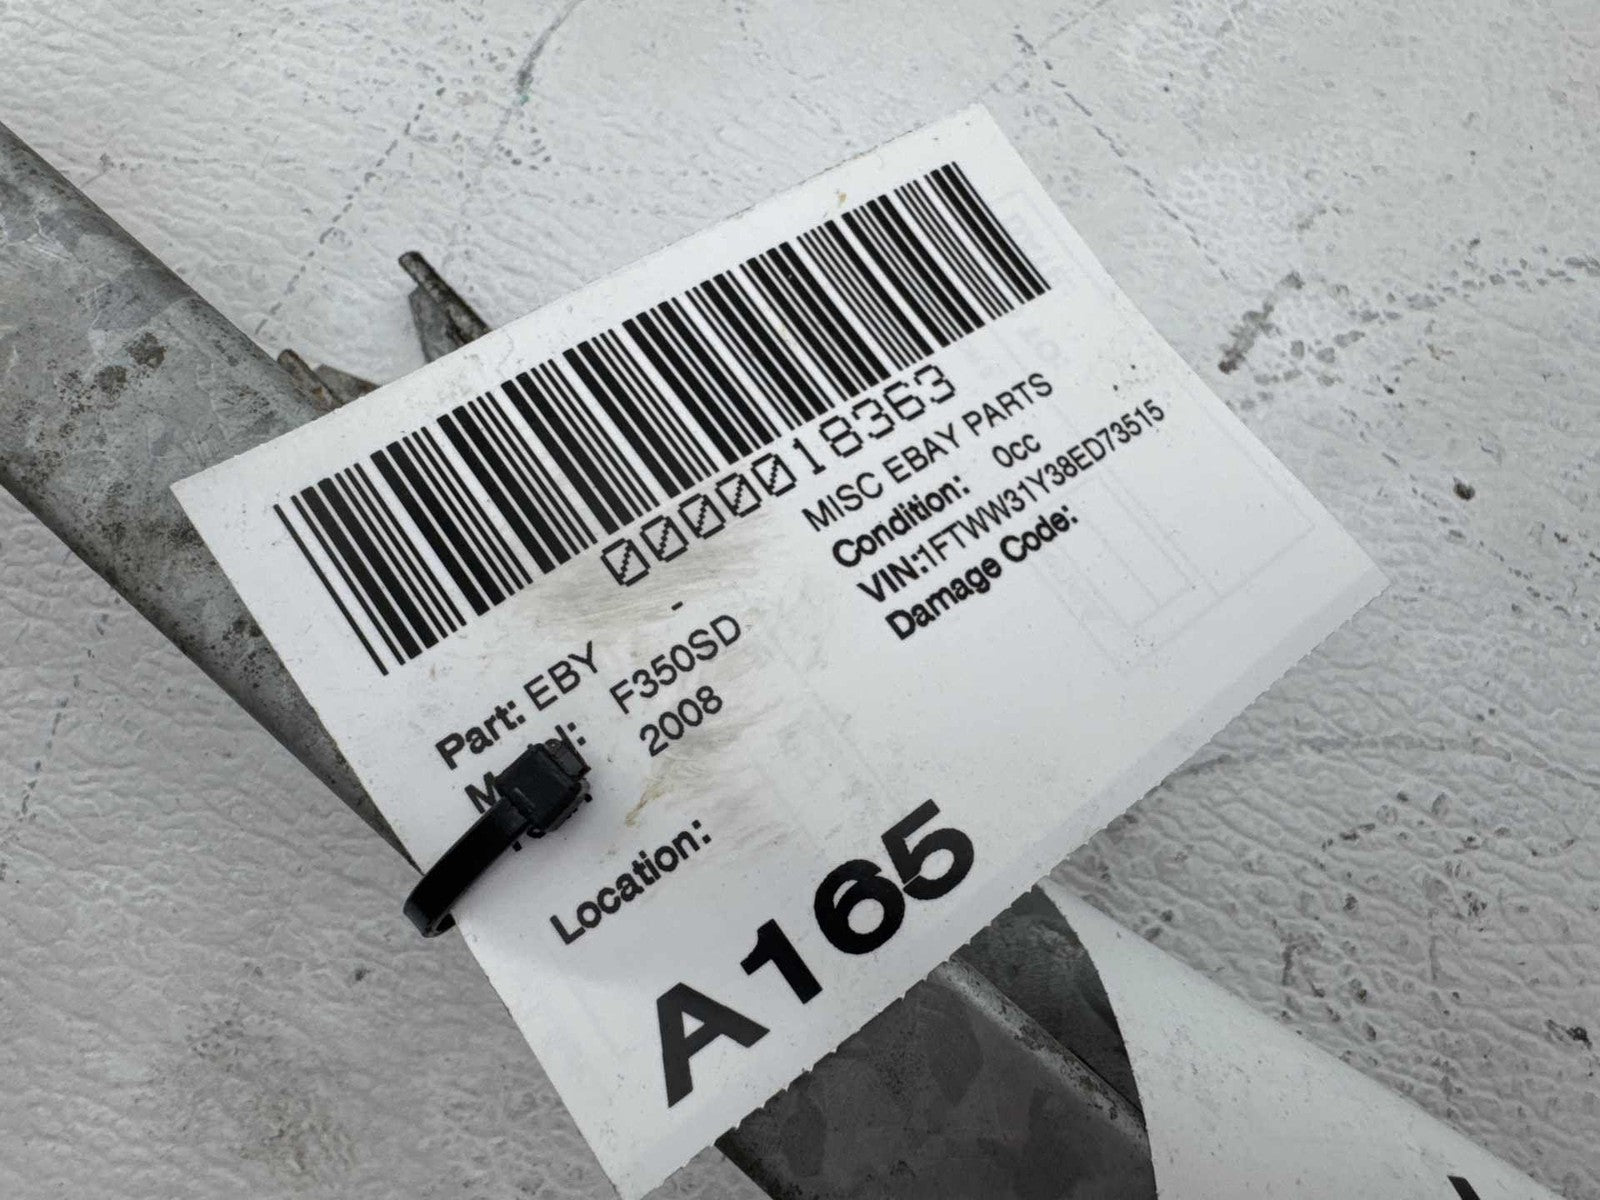 0000018363
Part: EBY - MISC EBAY PARTS
F350SD Condition: 0cc
2008 VIN:1FTWW31Y38ED73515
Damage Code:
Location:
A165